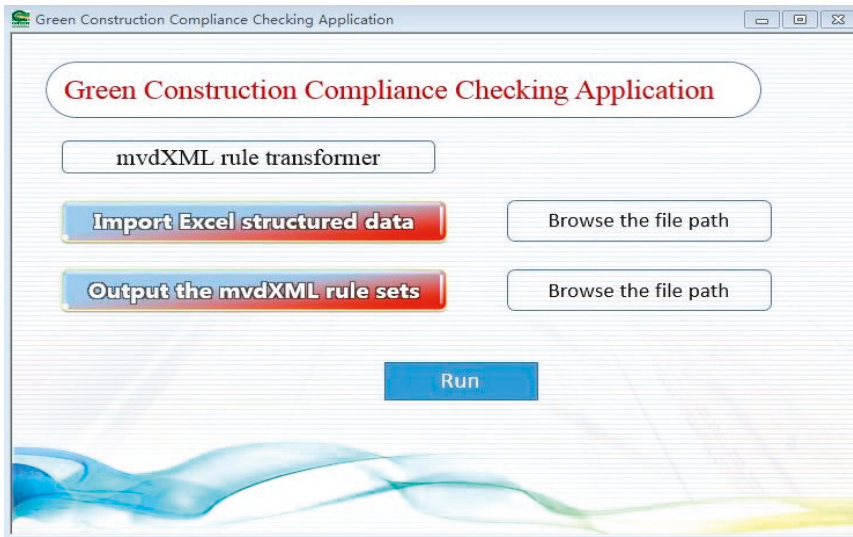 Green Construction Compliance Checking Application
Green Construction Compliance Checking Application
mvdXML rule transformer
Import Excel structured data
Browse the file path
Output the mvdXML rule sets
Browse the file path
Run